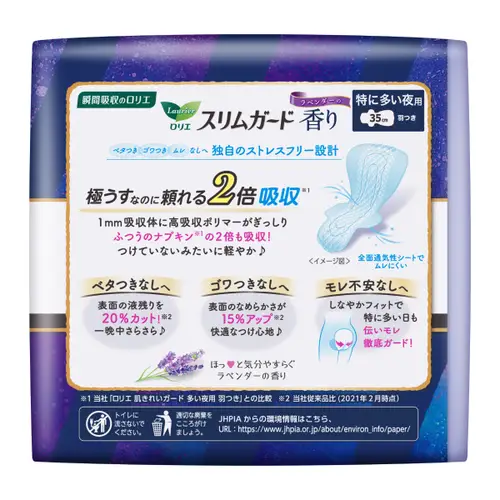 瞬間吸収のロリエ
Laurier
ロリエ
スリムガード
ラベンダーの
香り
特に多い夜用
35cm 羽つき
ベタつき ゴワつき ムレ なしへ 独自のストレスフリー設計
極うすなのに頼れる2倍吸収※1
1mm吸収体に高吸収ポリマーがぎっしり
ふつうのナプキン※1の2倍も吸収!
つけていないみたいに軽やか♪
<イメージ図>
全面通気性シートで
ムレにくい
ベタつきなしへ
表面の液残りを
20%カット!※2
一晩中さらさら♪
ゴワつきなしへ
表面のなめらかさが
15%アップ※2
快適なつけ心地♪
モレ不安なしへ
しなやかフィットで
特に多い日も
伝いモレ
徹底ガード!
ほっ♥と気分やすらぐ
ラベンダーの香り
※1 当社「ロリエ 肌きれいガード 多い夜用 羽つき」との比較 ※2 当社従来品比(2021年2月時点)
トイレに
流さないで
ください。
適切な廃棄を
こころがけ
ましょう。
JHPIA からの環境情報はこちら、
URL:https://www.jhpia.or.jp/about/environ_info/paper/